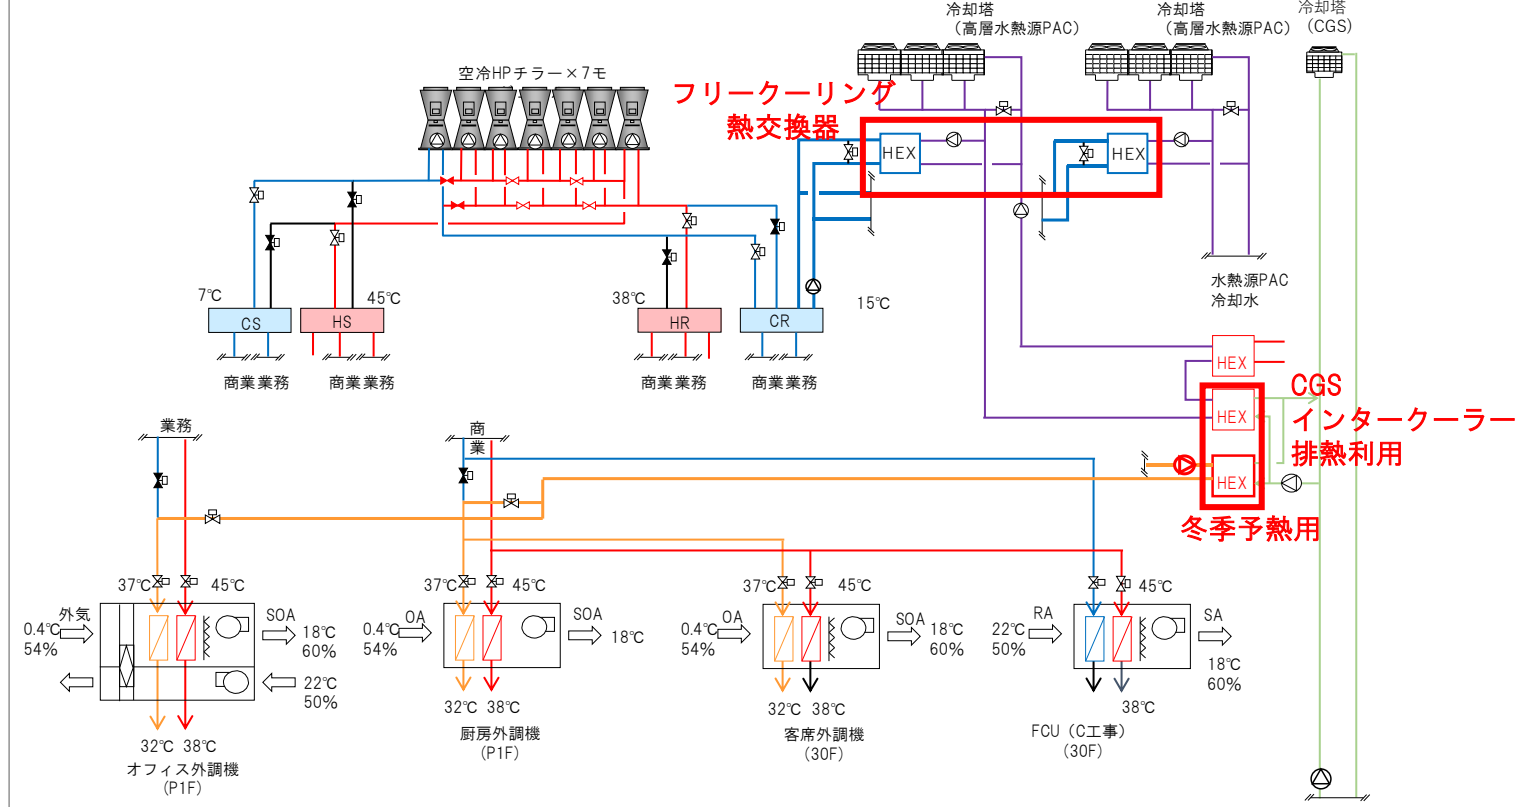 冷却塔
（高層水熱源PAC）
冷却塔
（高層水熱源PAC）
冷却塔
（CGS）
空冷HPチラー×7モ
フリークーリング
熱交換器
HEX
HEX
水熱源PAC
冷却水
7℃
45℃
38℃
15℃
CS
HS
HR
CR
商業業務
商業業務
商業業務
商業業務
HEX
HEX
HEX
CGS
インタークーラー
排熱利用
冬季予熱用
業務
商
業
37℃
45℃
外気
0.4℃
54%
SOA
18℃
60%
22℃
50%
32℃
38℃
オフィス外調機
(P1F)
37℃
45℃
OA
0.4℃
54%
SOA
18℃
32℃
38℃
厨房外調機
(P1F)
37℃
45℃
OA
0.4℃
54%
SOA
18℃
60%
32℃
38℃
客席外調機
(30F)
45℃
RA
22℃
50%
SA
18℃
60%
38℃
FCU（C工事）
(30F)